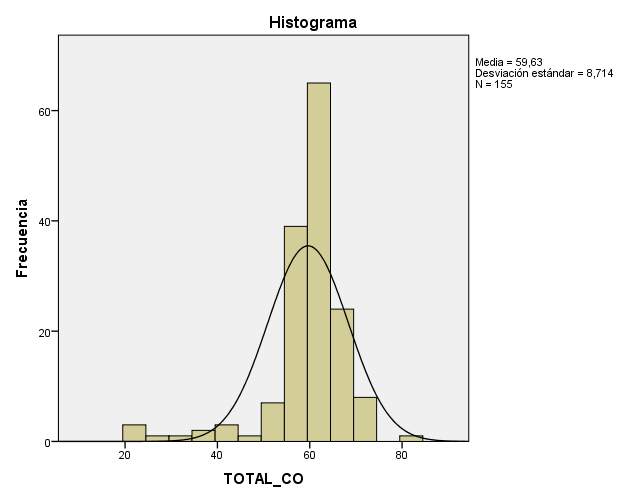 Histograma
Media = 59,63
Desviación estándar = 8,714
N = 155
Frecuencia
60
40
20
0
20 40 60 80
TOTAL_CO